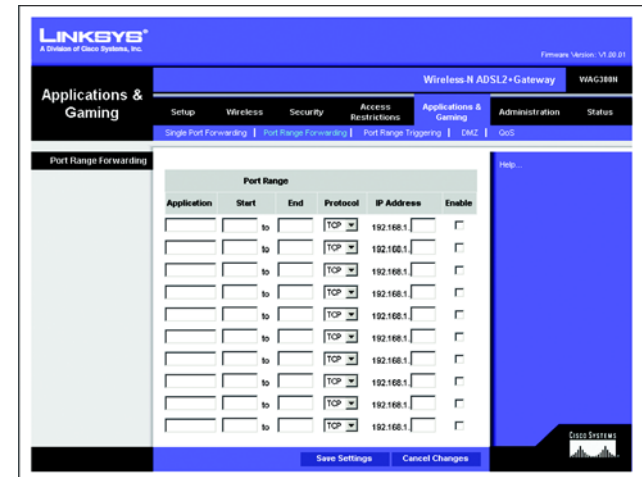 LINKSYS®
A Division of Cisco Systems, Inc.
Firmware Version: V1.00.01
Wireless-N ADSL2+Gateway WAG300N
Applications & Gaming
Setup Wireless Security Access Restrictions Applications & Gaming Administration Status
Single Port Forwarding | Port Range Forwarding | Port Range Triggering | DMZ | QoS
Port Range Forwarding
Help...
Port Range
Application Start End Protocol IP Address Enable
to TCP 192.168.1.
to TCP 192.168.1.
to TCP 192.168.1.
to TCP 192.168.1.
to TCP 192.168.1.
to TCP 192.168.1.
to TCP 192.168.1.
to TCP 192.168.1.
to TCP 192.168.1.
to TCP 192.168.1.
Cisco Systems
Save Settings Cancel Changes